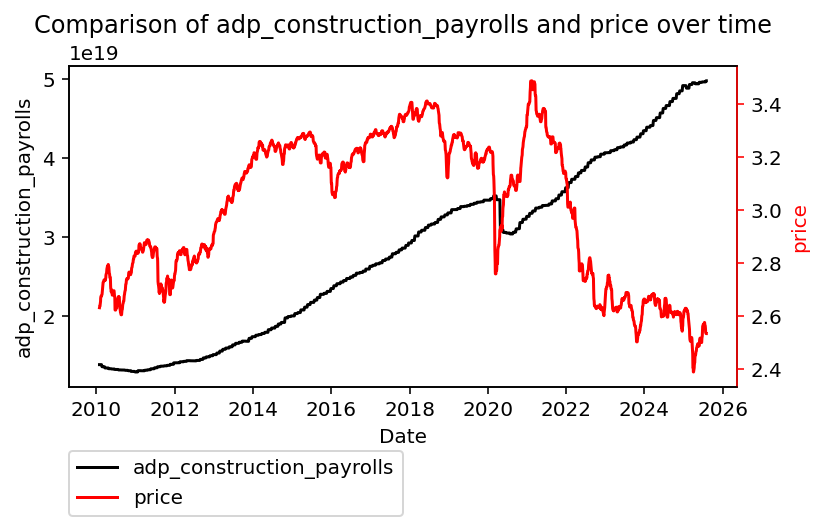 Comparison of adp_construction_payrolls and price over time
1e19
5
4
3
2
adp_construction_payrolls
3.4
3.2
3.0
2.8
2.6
2.4
price
2010 2012 2014 2016 2018 2020 2022 2024 2026
Date
adp_construction_payrolls
price